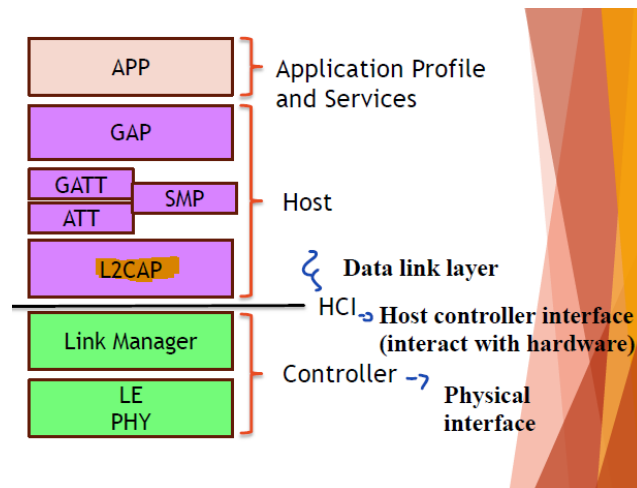 APP
Application Profile
and Services
GAP
GATT
SMP
ATT
Host
L2CAP
Data link layer
HCI
Host controller interface
(interact with hardware)
Link Manager
Controller
Physical
interface
LE
PHY